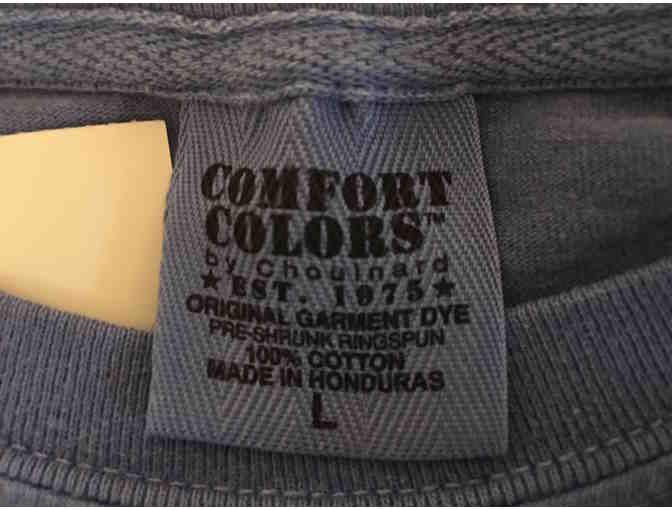 COMFORT
COLORS™
by Chouinard
★ EST. 1975 ★
ORIGINAL GARMENT DYE
PRE-SHRUNK RINGSPUN
100% COTTON
MADE IN HONDURAS
L